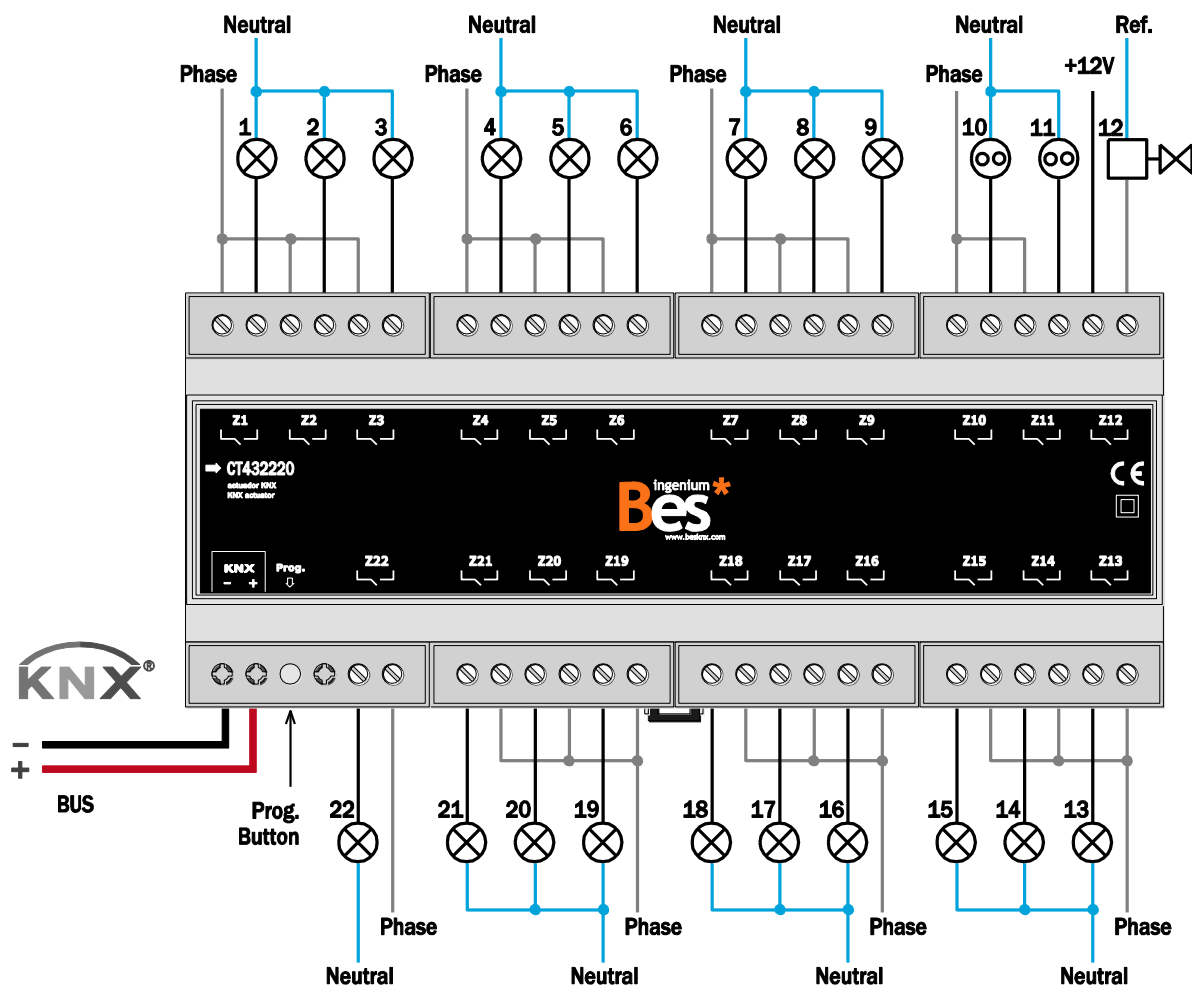 Neutral Neutral Neutral Neutral Ref.
Phase Phase Phase Phase +12V
1 2 3 4 5 6 7 8 9 10 11 12
Z1 Z2 Z3 Z4 Z5 Z6 Z7 Z8 Z9 Z10 Z11 Z12
CT432220
actuador KNX
KNX actuator
ingenium
Bes*
www.besknx.com
CE
KNX Prog. Z22 Z21 Z20 Z19 Z18 Z17 Z16 Z15 Z14 Z13
- +
KNX®
-
+
BUS
Prog.
Button
22 21 20 19 18 17 16 15 14 13
Phase Phase Phase Phase
Neutral Neutral Neutral Neutral